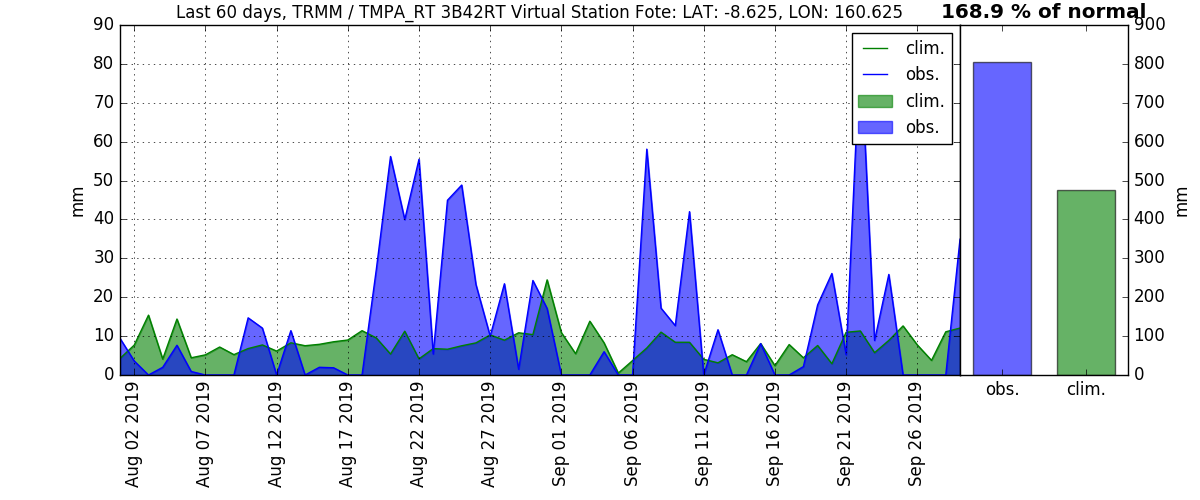 Last 60 days, TRMM / TMPA_RT 3B42RT Virtual Station Fote: LAT: -8.625, LON: 160.625
168.9 % of normal
90
80
70
60
50
40
30
20
10
0
mm
clim.
obs.
clim.
obs.
900
800
700
600
500
400
300
200
100
0
mm
obs.
clim.
Aug 02 2019
Aug 07 2019
Aug 12 2019
Aug 17 2019
Aug 22 2019
Aug 27 2019
Sep 01 2019
Sep 06 2019
Sep 11 2019
Sep 16 2019
Sep 21 2019
Sep 26 2019